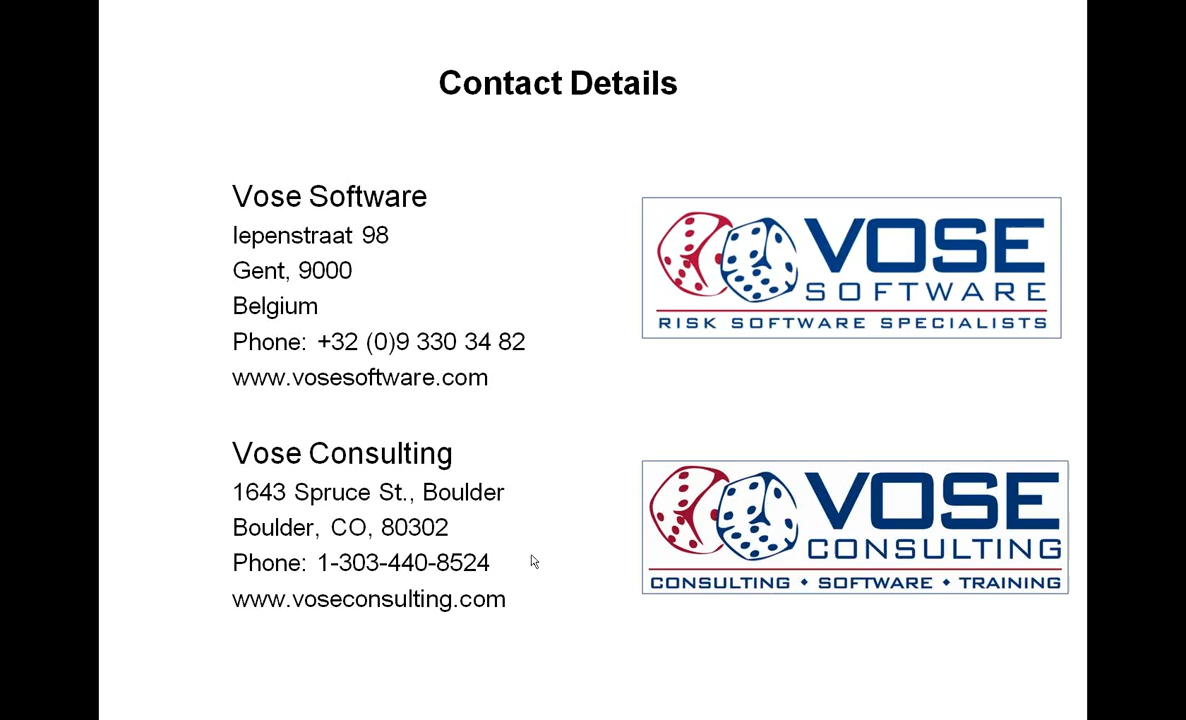 Contact Details
Vose Software
Iepenstraat 98
Gent, 9000
Belgium
Phone: +32 (0)9 330 34 82
www.vosesoftware.com
VOSE
SOFTWARE
RISK SOFTWARE SPECIALISTS
Vose Consulting
1643 Spruce St., Boulder
Boulder, CO, 80302
Phone: 1-303-440-8524
www.voseconsulting.com
VOSE
CONSULTING
CONSULTING • SOFTWARE • TRAINING